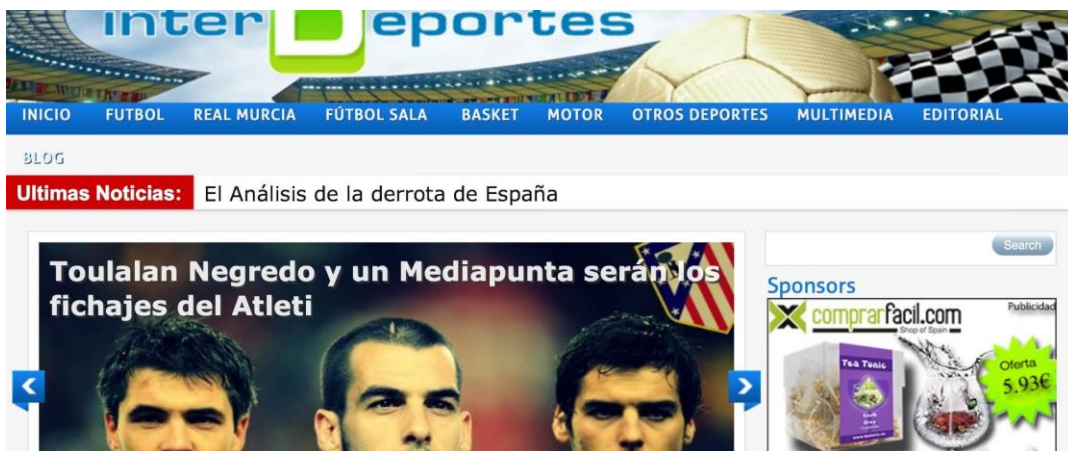 interDeportes
INICIO FUTBOL REAL MURCIA FÚTBOL SALA BASKET MOTOR OTROS DEPORTES MULTIMEDIA EDITORIAL
BLOG
Ultimas Noticias: El Análisis de la derrota de España
Toulalan Negredo y un Mediapunta serán los
fichajes del Atleti
Search
Sponsors
comprarfacil.com
Publicidad
Shop of Spain
Tea Tonic
Oferta
5.93€